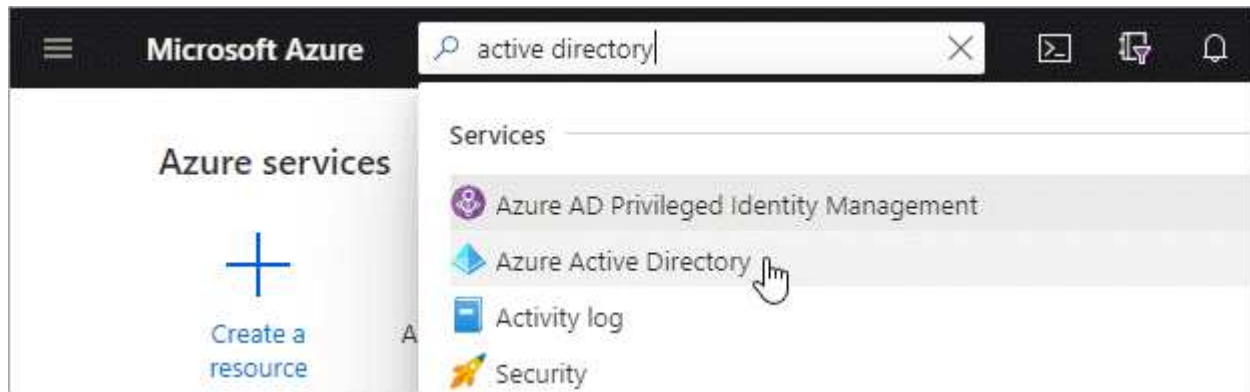 Microsoft Azure
active directory
Azure services
Create a
resource
A
Services
Azure AD Privileged Identity Management
Azure Active Directory
Activity log
Security